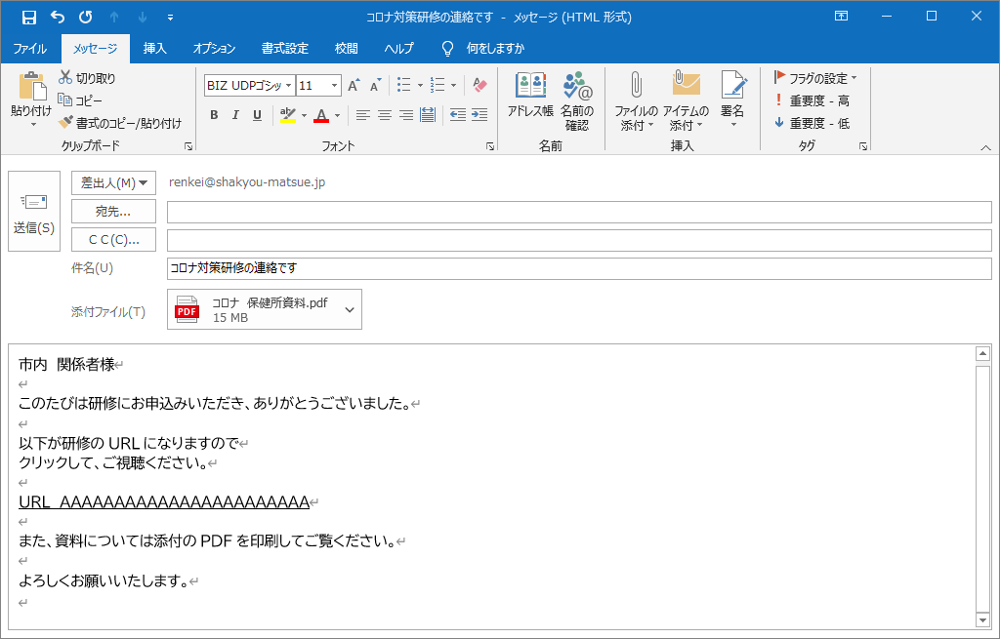 コロナ対策研修の連絡です - メッセージ (HTML 形式)
ファイル メッセージ 挿入 オプション 書式設定 校閲 ヘルプ 何をしますか
貼り付け
切り取り
コピー
書式のコピー/貼り付け
クリップボード
BIZ UDPゴシッ 11
B I U ab A
フォント
アドレス帳 名前の
確認
名前
ファイルの
添付
アイテムの
添付
署名
挿入
フラグの設定
重要度 - 高
重要度 - 低
タグ
送信(S)
差出人(M) renkei@shakyou-matsue.jp
宛先...
ＣＣ(C)...
件名(U) コロナ対策研修の連絡です
添付ファイル(T) PDF コロナ　保健所資料.pdf
15 MB
市内　関係者様↵
↵
このたびは研修にお申込みいただき、ありがとうございました。↵
↵
以下が研修の URL になりますので↵
クリックして、ご視聴ください。↵
↵
URL　AAAAAAAAAAAAAAAAAAAAAAA↵
↵
また、資料については添付の PDF を印刷してご覧ください。↵
↵
よろしくお願いいたします。↵
↵